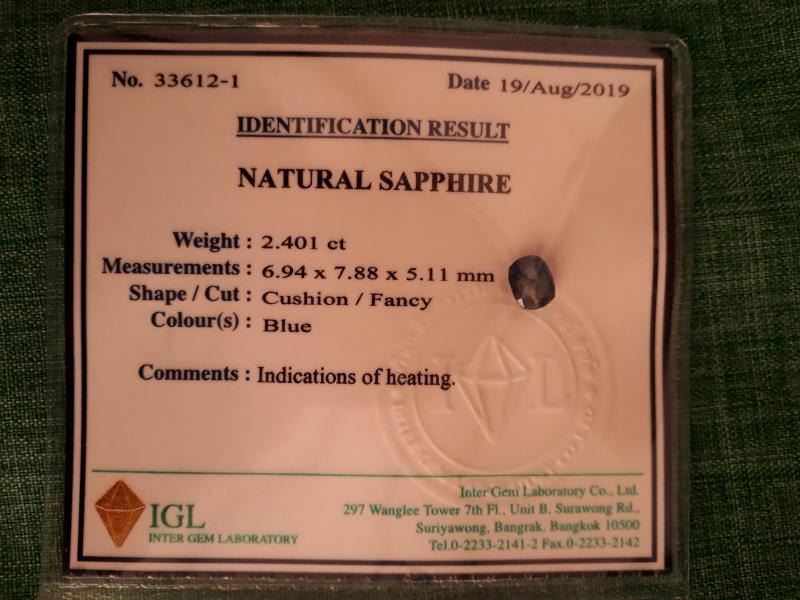 No. 33612-1
Date 19/Aug/2019
IDENTIFICATION RESULT
NATURAL SAPPHIRE
Weight : 2.401 ct
Measurements : 6.94 x 7.88 x 5.11 mm
Shape / Cut : Cushion / Fancy
Colour(s) : Blue
Comments : Indications of heating.
I L
IGL
INTER GEM LABORATORY
Inter Gem Laboratory Co., Ltd.
297 Wanglee Tower 7th Fl., Unit B, Surawong Rd.,
Suriyawong, Bangrak, Bangkok 10500
Tel.0-2233-2141-2 Fax.0-2233-2142